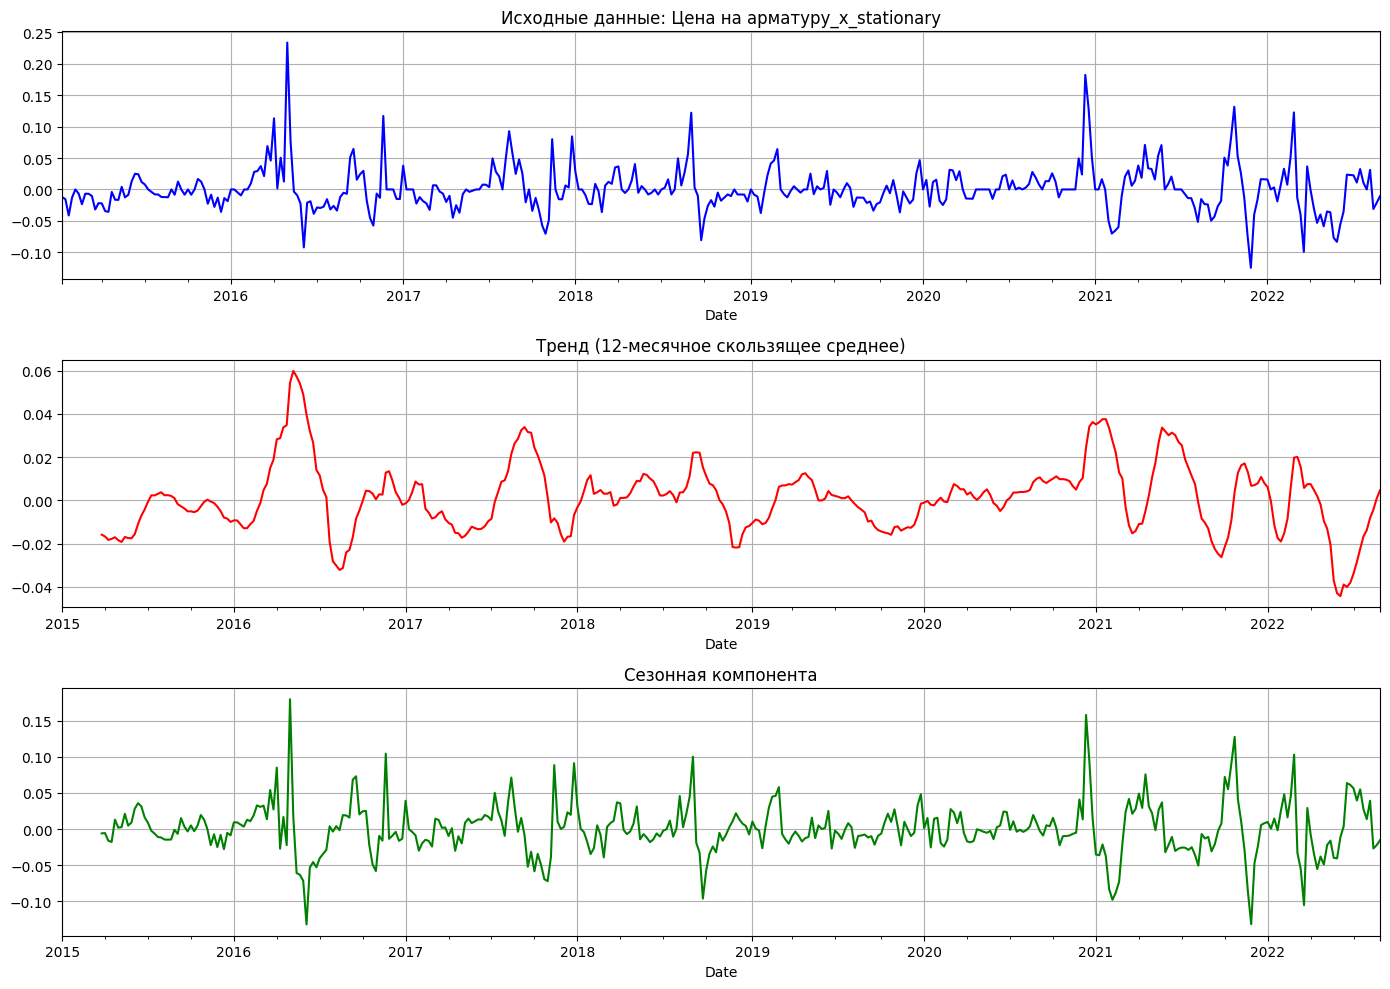 Исходные данные: Цена на арматуру_x_stationary
0.25
0.20
0.15
0.10
0.05
0.00
−0.05
−0.10
2016 2017 2018 2019 2020 2021 2022
Date
Тренд (12-месячное скользящее среднее)
0.06
0.04
0.02
0.00
−0.02
−0.04
2015 2016 2017 2018 2019 2020 2021 2022
Date
Сезонная компонента
0.15
0.10
0.05
0.00
−0.05
−0.10
2015 2016 2017 2018 2019 2020 2021 2022
Date